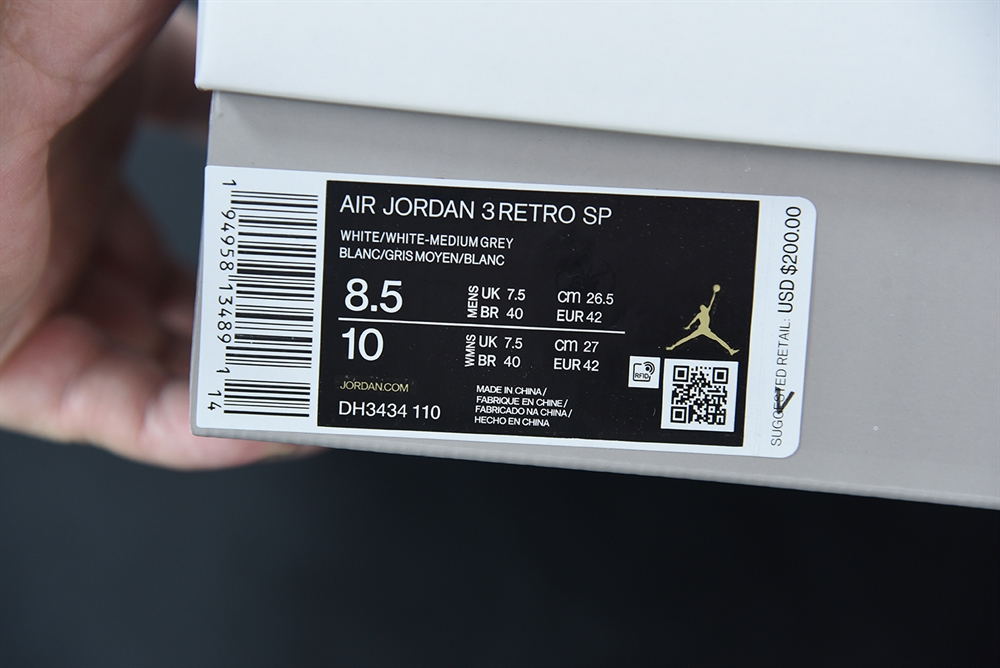 AIR JORDAN 3 RETRO SP
WHITE/WHITE-MEDIUM GREY
BLANC/GRIS MOYEN/BLANC
8.5
MENS
UK 7.5 cm 26.5
BR 40 EUR 42
10
WMNS
UK 7.5 cm 27
BR 40 EUR 42
JORDAN.COM
DH3434 110
MADE IN CHINA/
FABRIQUE EN CHINE/
FABRICADO NA CHINA/
HECHO EN CHINA
RFID
1 94958 13489 1 14
SUGGESTED RETAIL: USD $200.00